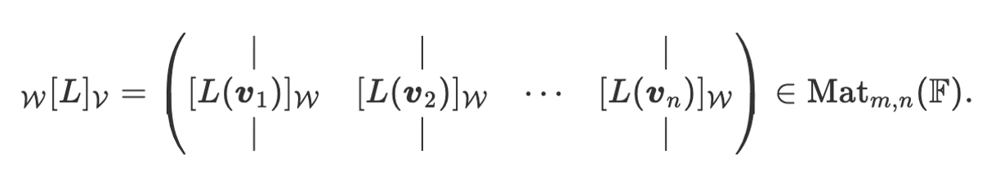 𝒲[L]𝒱 = ( [L(𝒗₁)]𝒲 [L(𝒗₂)]𝒲 ⋯ [L(𝒗ₙ)]𝒲 ) ∈ Matₘ,ₙ(𝔽).